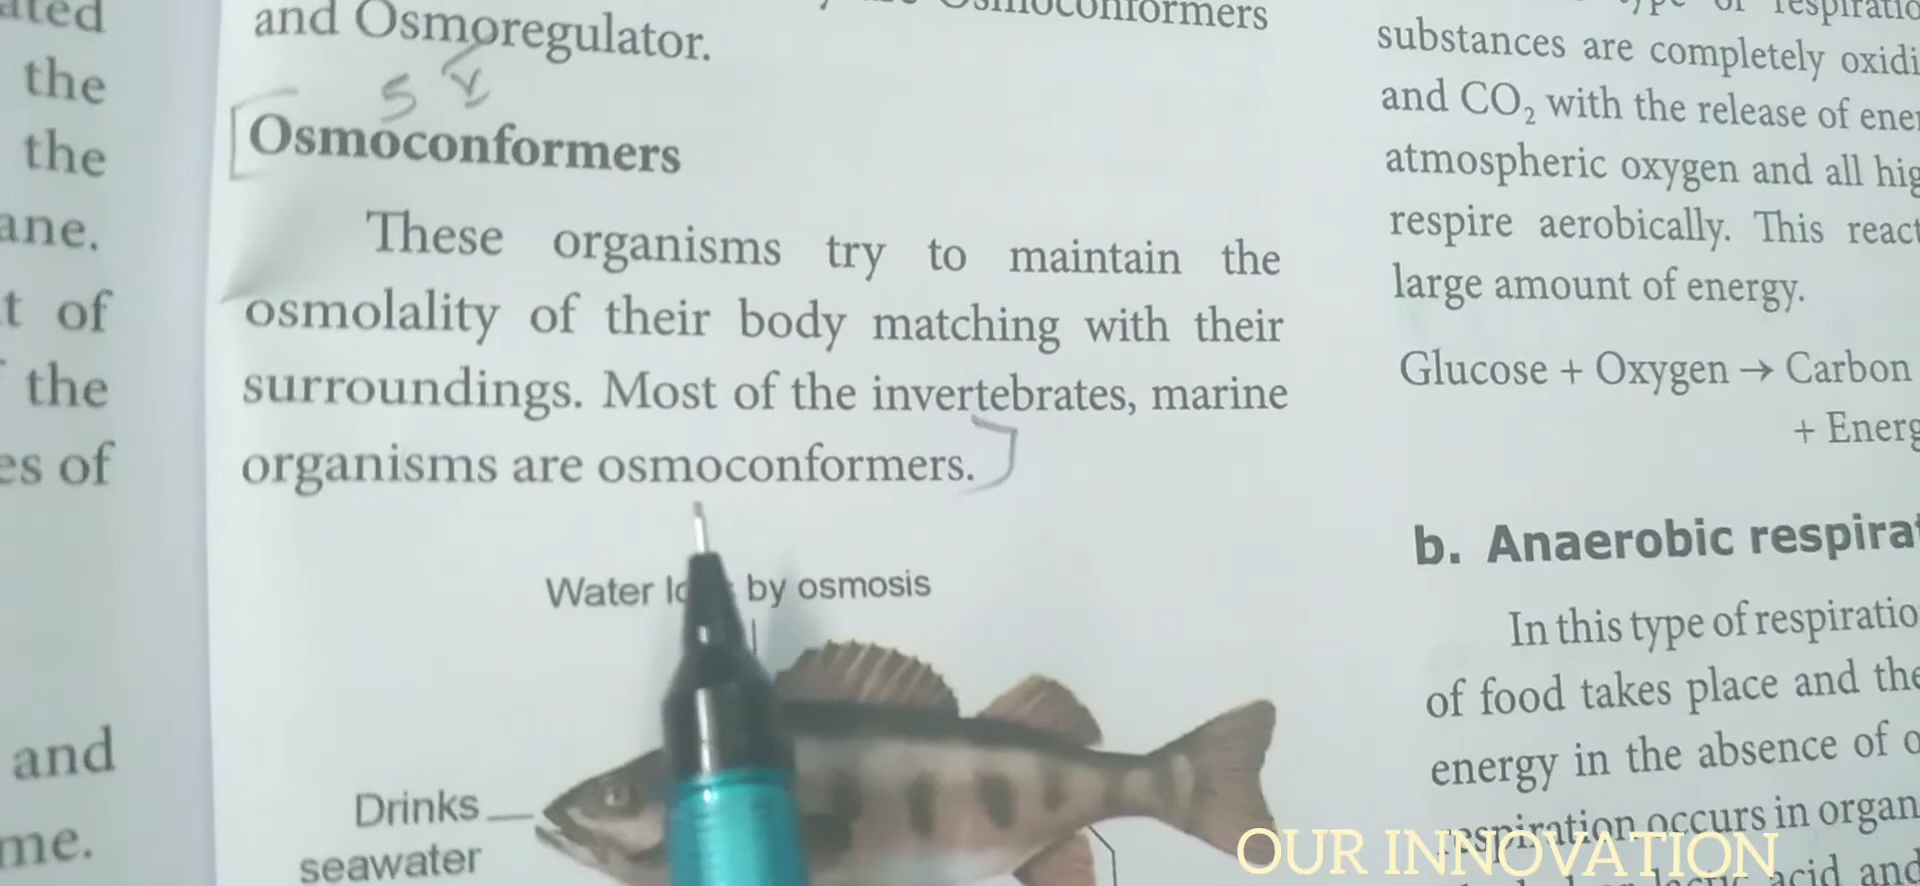 the
the
ane.
t of
the
es of
and
me.
and Osmoregulator.
Osmoconformers
These organisms try to maintain the
osmolality of their body matching with their
surroundings. Most of the invertebrates, marine
organisms are osmoconformers.
Water by osmosis
Drinks
seawater
substances are completely oxidi
and CO₂ with the release of ener
atmospheric oxygen and all hig
respire aerobically. This react
large amount of energy.
Glucose + Oxygen → Carbon
+ Energ
b. Anaerobic respirat
In this type of respiratio
of food takes place and the
energy in the absence of o
respiration occurs in organ
acid and
OUR INNOVATION